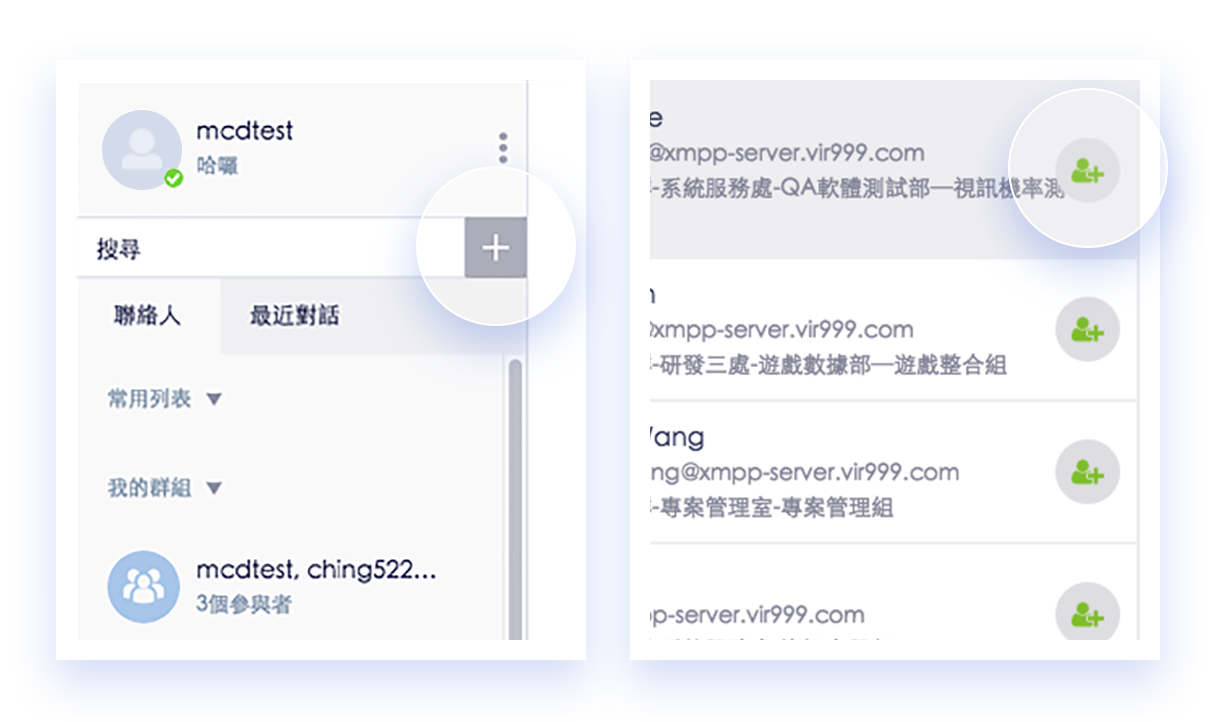 mcdtest
哈囉
搜尋
聯絡人
最近對話
常用列表
我的群組
mcdtest, ching522...
3個參與者
e
@xmpp-server.vir999.com
-系統服務處-QA軟體測試部—視訊機率測
@xmpp-server.vir999.com
-研發三處-遊戲數據部—遊戲整合組
ang
ng@xmpp-server.vir999.com
-專案管理室-專案管理組
pp-server.vir999.com